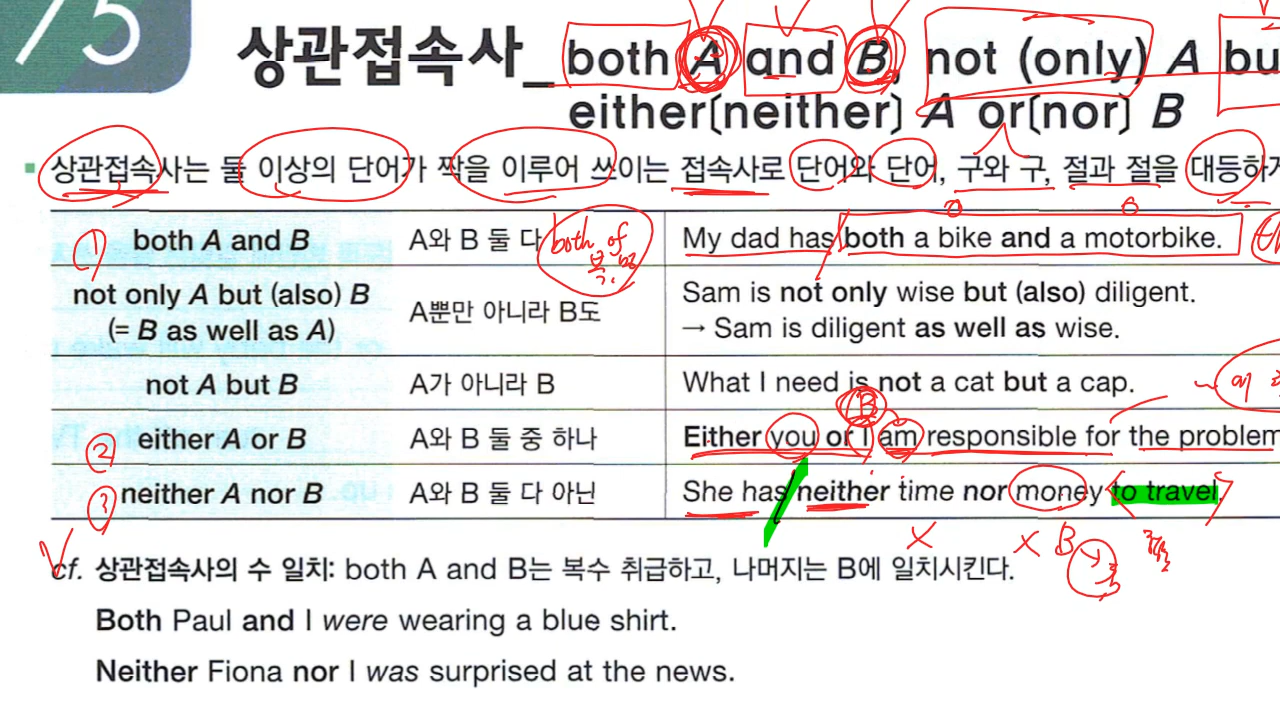 75
상관접속사_both A and B, not (only) A bu
either(neither) A or(nor) B
상관접속사는 둘 이상의 단어가 짝을 이루어 쓰이는 접속사로 단어와 단어, 구와 구, 절과 절을 대등하게
① both A and B A와 B 둘 다 both of My dad has both a bike and a motorbike.
not only A but (also) B
(= B as well as A)
A뿐만 아니라 B도
Sam is not only wise but (also) diligent.
→ Sam is diligent as well as wise.
not A but B A가 아니라 B What I need is not a cat but a cap.
B
② either A or B A와 B 둘 중 하나 Either you or I am responsible for the problem
③ neither A nor B A와 B 둘 다 아닌 She has neither time nor money to travel.
X X B
cf. 상관접속사의 수 일치: both A and B는 복수 취급하고, 나머지는 B에 일치시킨다.
Both Paul and I were wearing a blue shirt.
Neither Fiona nor I was surprised at the news.